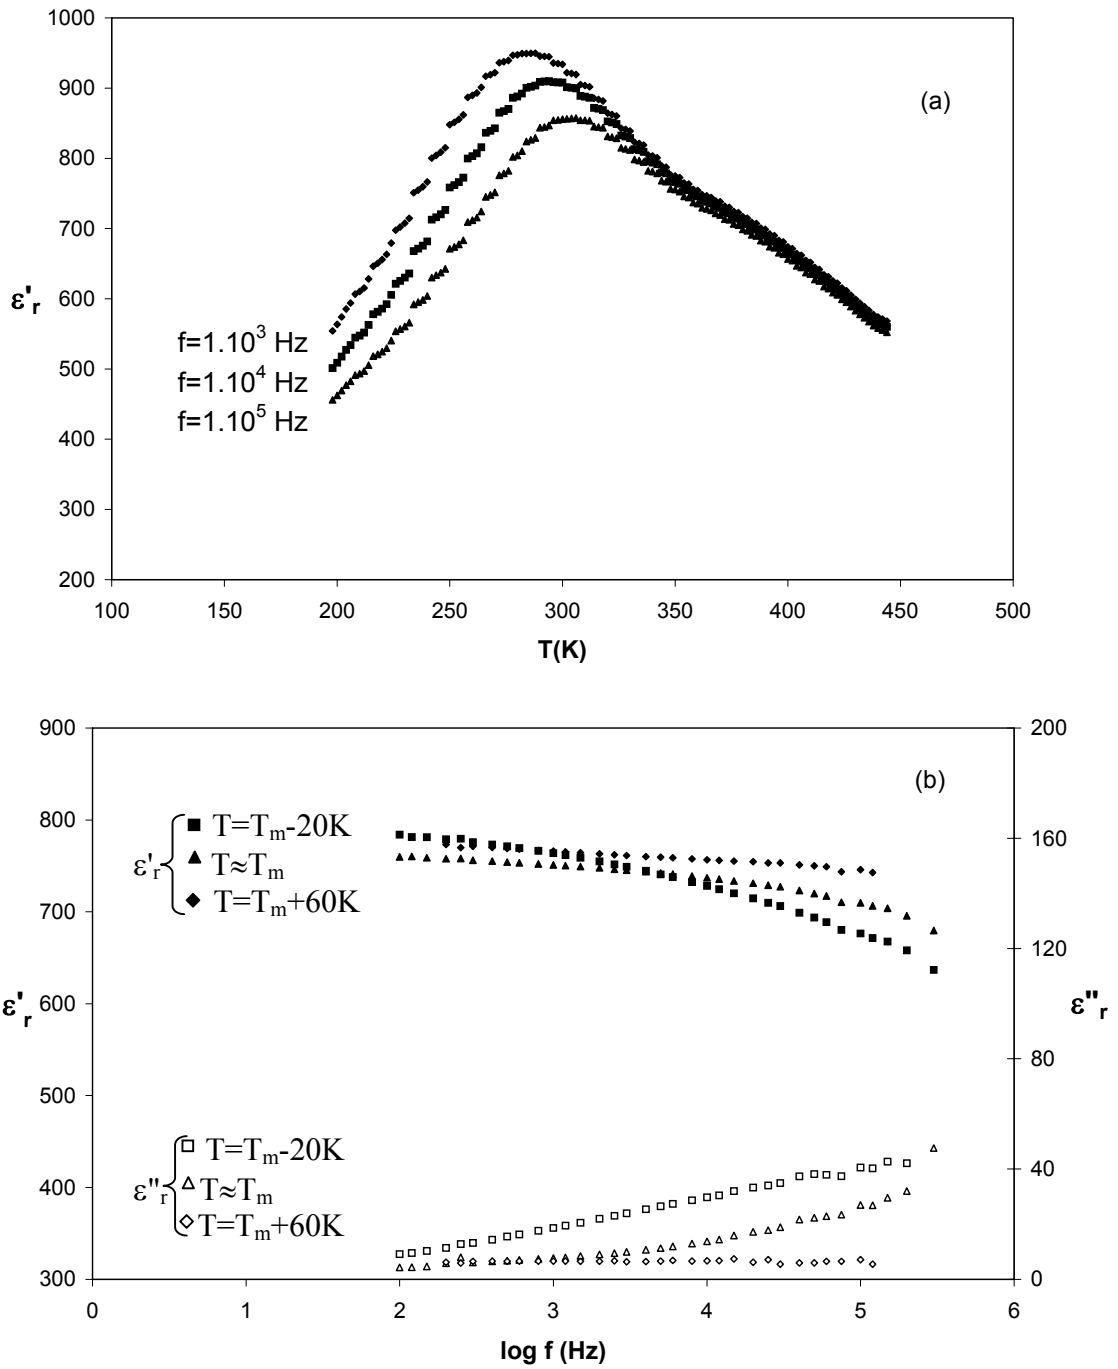 1000
900
800
700
600
500
400
300
200
ε'r
(a)
f=1.10³ Hz
f=1.10⁴ Hz
f=1.10⁵ Hz
100 150 200 250 300 350 400 450 500
T(K)
900
800
700
600
500
400
300
200
160
120
80
40
0
(b)
ε'r
T=Tm-20K
T≈Tm
T=Tm+60K
ε'r
ε"r
ε"r
T=Tm-20K
T≈Tm
T=Tm+60K
0 1 2 3 4 5 6
log f (Hz)